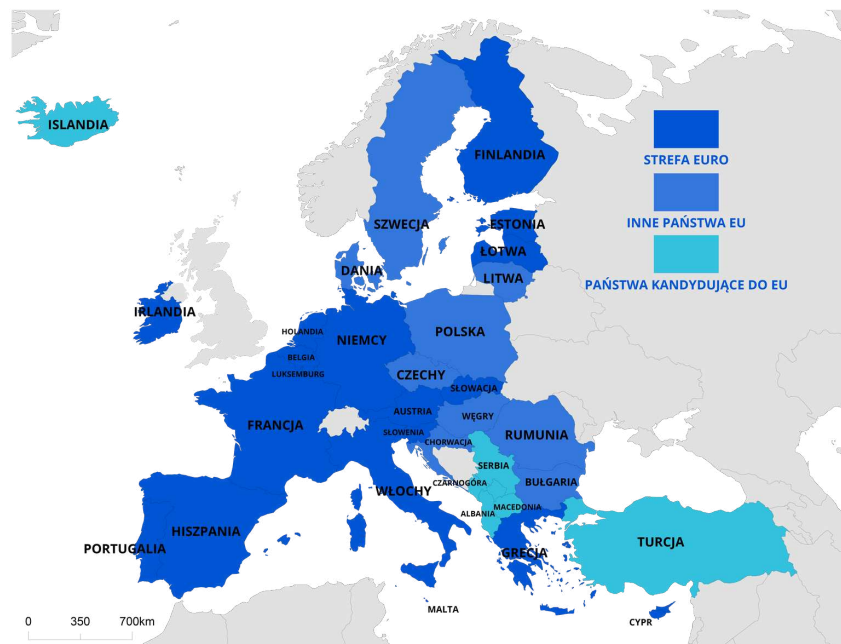 ISLANDIA
FINLANDIA
STREFA EURO
SZWECJA
ESTONIA
INNE PAŃSTWA EU
ŁOTWA
DANIA
LITWA
PAŃSTWA KANDYDUJĄCE DO EU
IRLANDIA
HOLANDIA
NIEMCY
POLSKA
BELGIA
LUKSEMBURG
CZECHY
SŁOWACJA
FRANCJA
AUSTRIA
WĘGRY
SŁOWENIA
CHORWACJA
RUMUNIA
SERBIA
CZARNOGÓRA
BUŁGARIA
WŁOCHY
MACEDONIA
ALBANIA
HISZPANIA
PORTUGALIA
GRECJA
TURCJA
MALTA
CYPR
0 350 700km